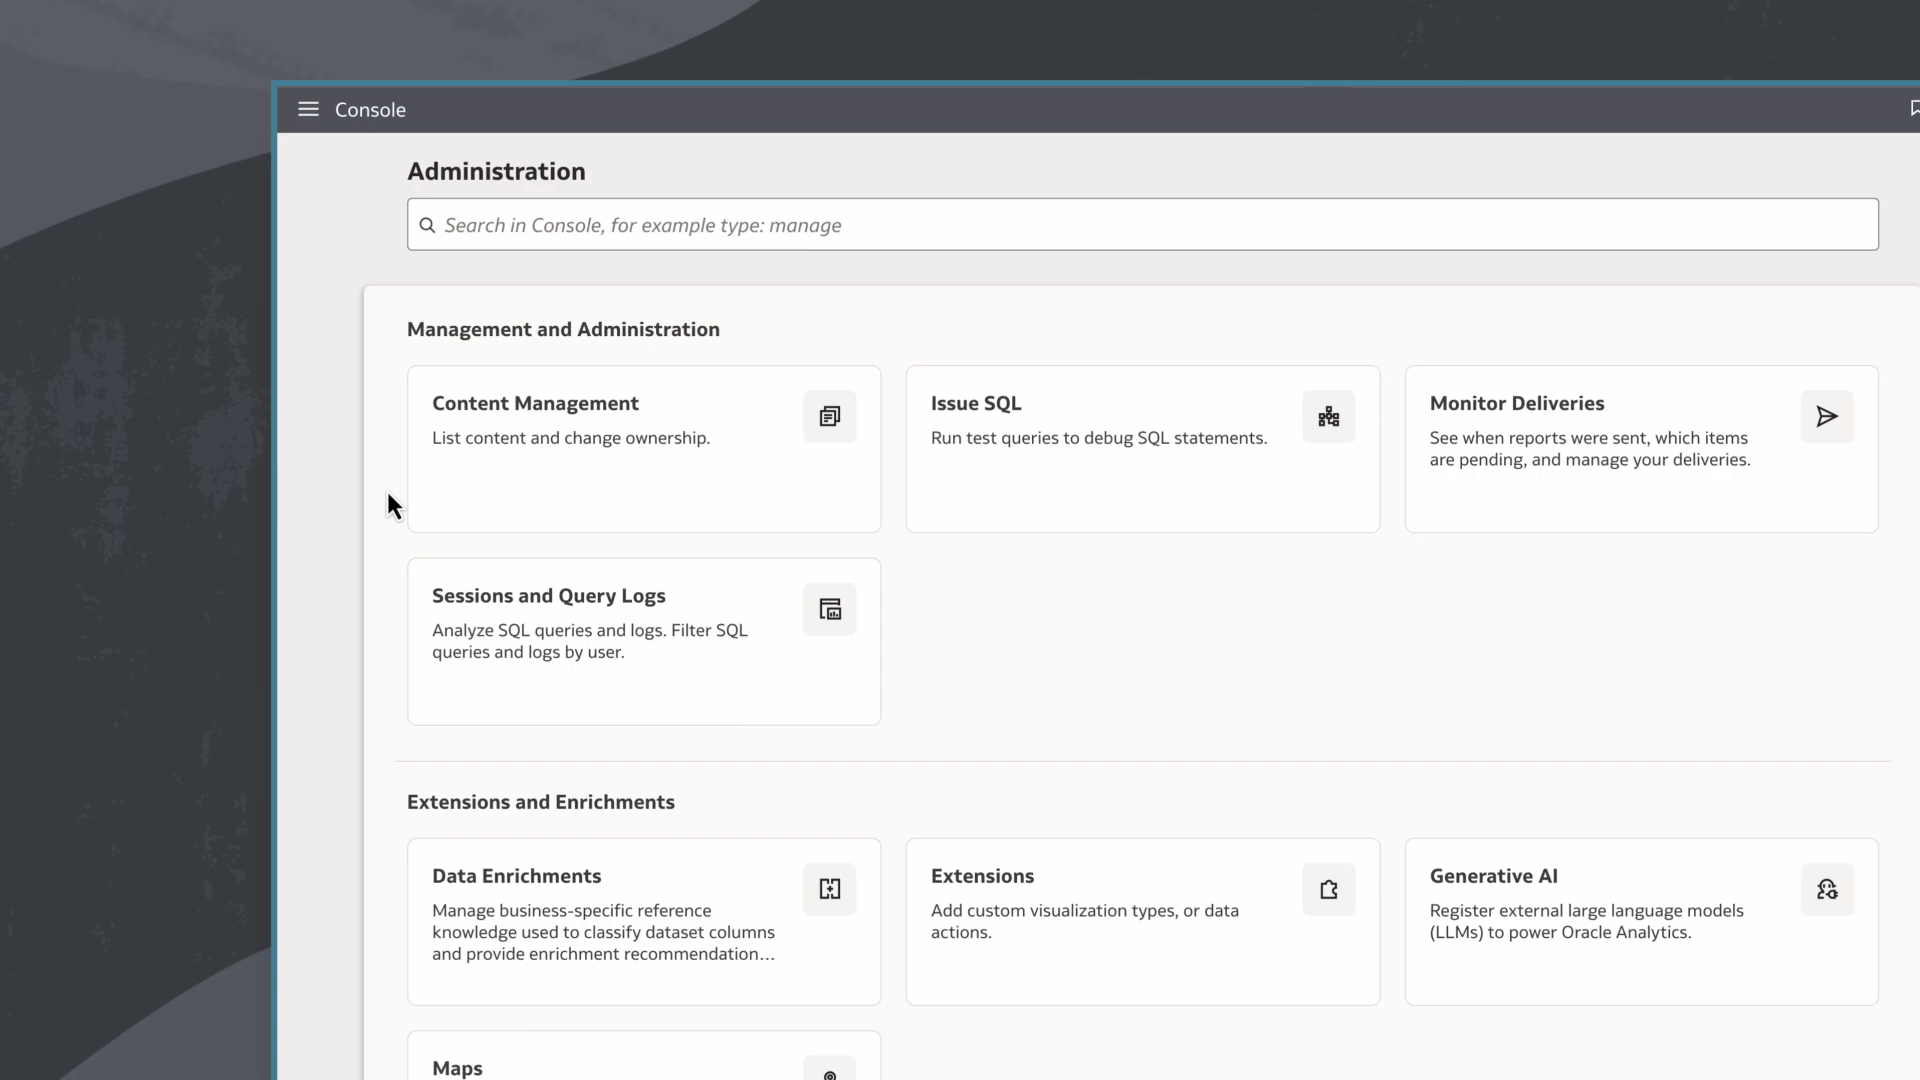 Console
Administration
Search in Console, for example type: manage
Management and Administration
Content Management
List content and change ownership.
Issue SQL
Run test queries to debug SQL statements.
Monitor Deliveries
See when reports were sent, which items
are pending, and manage your deliveries.
Sessions and Query Logs
Analyze SQL queries and logs. Filter SQL
queries and logs by user.
Extensions and Enrichments
Data Enrichments
Manage business-specific reference
knowledge used to classify dataset columns
and provide enrichment recommendation...
Extensions
Add custom visualization types, or data
actions.
Generative AI
Register external large language models
(LLMs) to power Oracle Analytics.
Maps